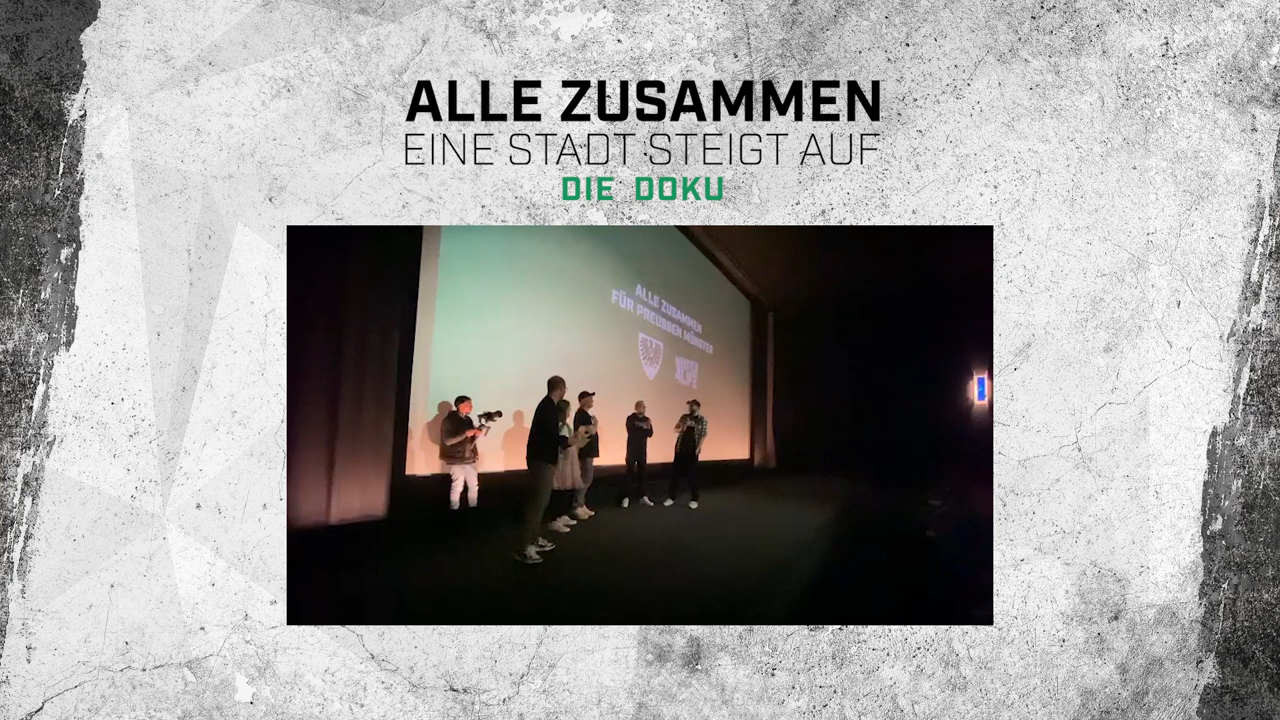 ALLE ZUSAMMEN
EINE STADT STEIGT AUF
DIE DOKU
ALLE ZUSAMMEN
FÜR PREUSSEN MÜNSTER